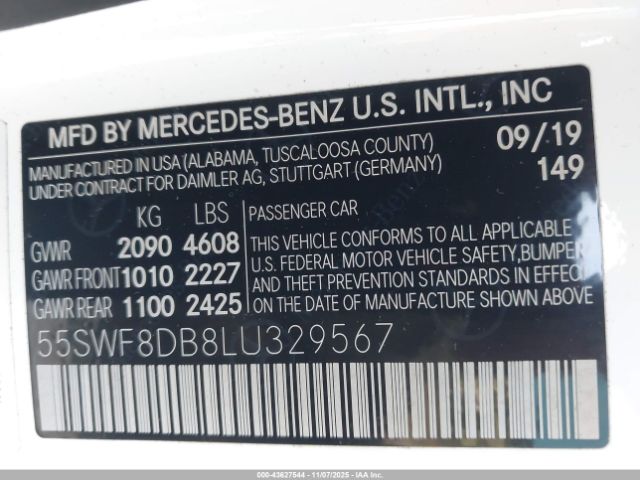 MFD BY MERCEDES-BENZ U.S. INTL., INC
MANUFACTURED IN USA (ALABAMA, TUSCALOOSA COUNTY) 09/19
UNDER CONTRACT FOR DAIMLER AG, STUTTGART (GERMANY) 149
KG LBS PASSENGER CAR
GVWR 2090 4608 THIS VEHICLE CONFORMS TO ALL APPLICABLE
U.S. FEDERAL MOTOR VEHICLE SAFETY, BUMPER
GAWR FRONT 1010 2227 AND THEFT PREVENTION STANDARDS IN EFFECT
GAWR REAR 1100 2425 ON DATE OF MANUFACTURE SHOWN ABOVE.
55SWF8DB8LU329567
000-43627544 - 11/07/2025 - IAAI.com